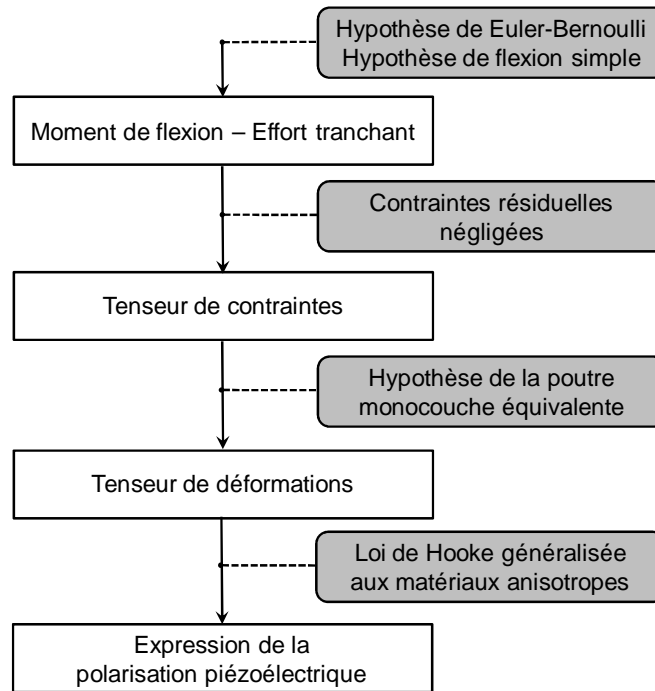 Hypothèse de Euler-Bernoulli
Hypothèse de flexion simple
Moment de flexion – Effort tranchant
Contraintes résiduelles
négligées
Tenseur de contraintes
Hypothèse de la poutre
monocouche équivalente
Tenseur de déformations
Loi de Hooke généralisée
aux matériaux anisotropes
Expression de la
polarisation piézoélectrique